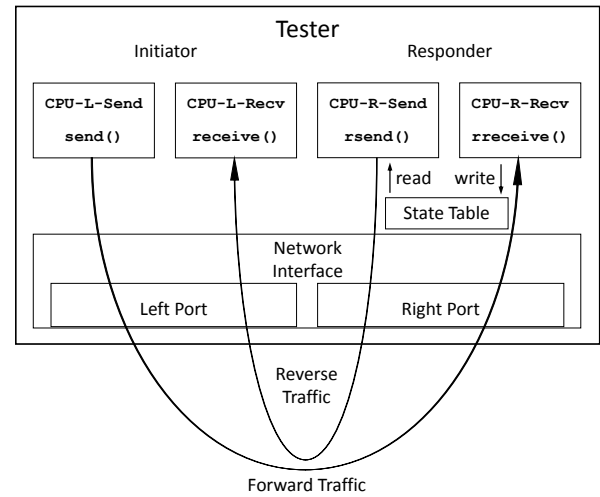 Tester
Initiator
Responder
CPU-L-Send
send()
CPU-L-Recv
receive()
CPU-R-Send
rsend()
CPU-R-Recv
rreceive()
read
write
State Table
Network
Interface
Left Port
Right Port
Reverse
Traffic
Forward Traffic